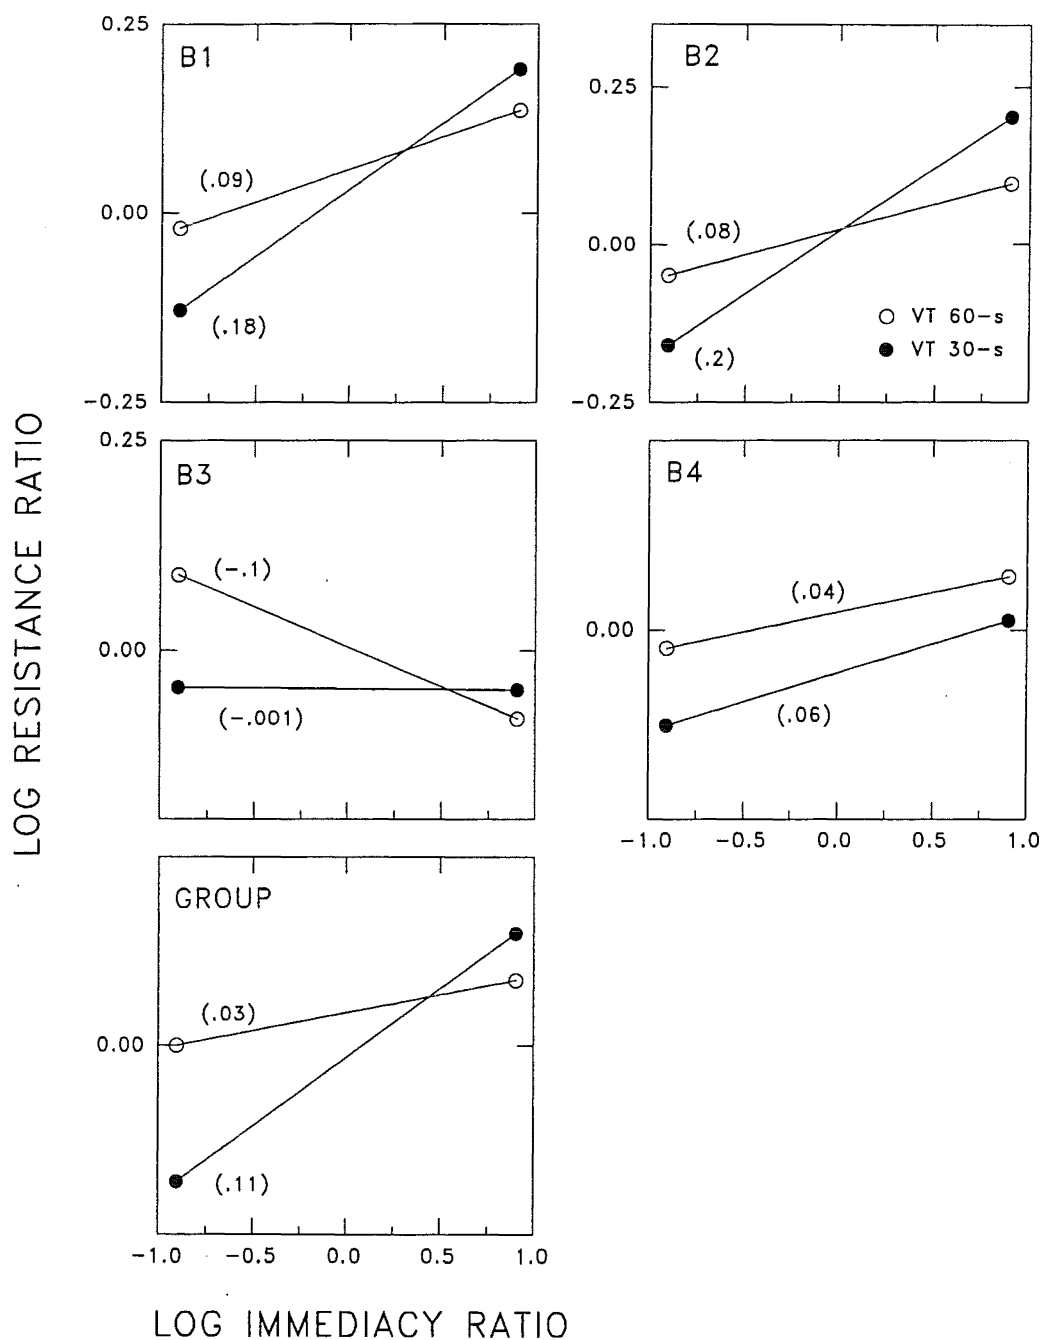 0.25
B1
(.09)
0.00
(.18)
-0.25
B2
0.25
(.08)
0.00
VT 60-s
VT 30-s
(.2)
-0.25
LOG RESISTANCE RATIO
0.25
B3
(-.1)
0.00
(-.001)
B4
(.04)
0.00
(.06)
-1.0 -0.5 0.0 0.5 1.0
GROUP
(.03)
0.00
(.11)
-1.0 -0.5 0.0 0.5 1.0
LOG IMMEDIACY RATIO